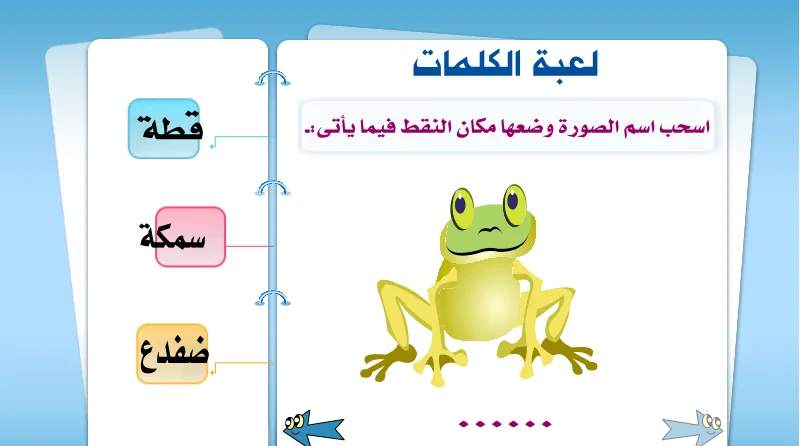 لعبة الكلمات
اسحب اسم الصورة وضعها مكان النقط فيما يأتى :ـ
قطة
سمكة
ضفدع